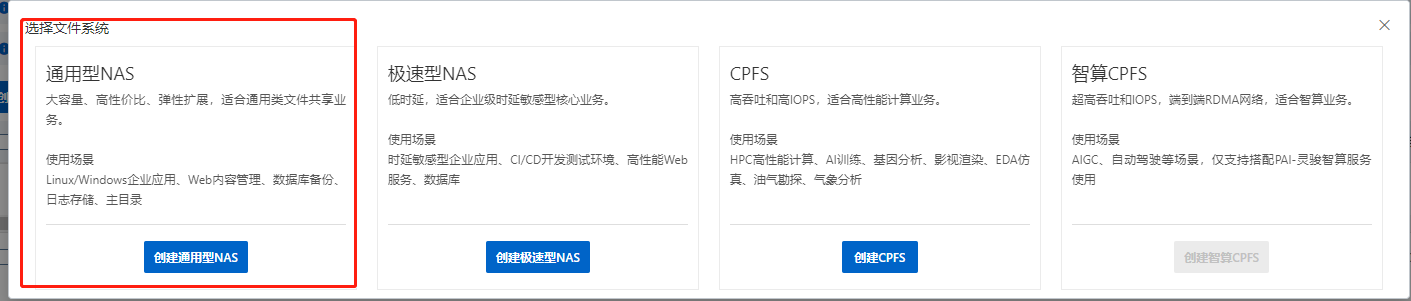 选择文件系统
通用型NAS
大容量、高性价比、弹性扩展，适合通用类文件共享业
务。
使用场景
Linux/Windows企业应用、Web内容管理、数据库备份、
日志存储、主目录
创建通用型NAS
极速型NAS
低时延，适合企业级时延敏感型核心业务。
使用场景
时延敏感型企业应用、CI/CD开发测试环境、高性能Web
服务、数据库
创建极速型NAS
CPFS
高吞吐和高IOPS，适合高性能计算业务。
使用场景
HPC高性能计算、AI训练、基因分析、影视渲染、EDA仿
真、油气勘探、气象分析
创建CPFS
智算CPFS
超高吞吐和IOPS，端到端RDMA网络，适合智算业务。
使用场景
AIGC、自动驾驶等场景，仅支持搭配PAI-灵骏智算服务
使用
创建智算CPFS